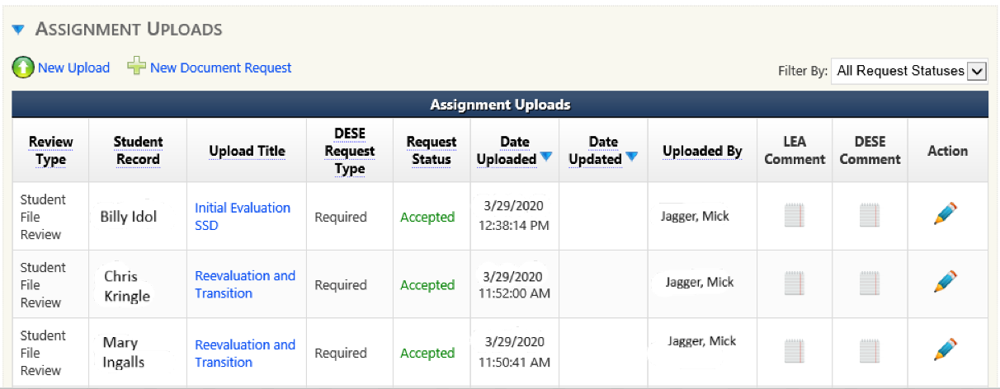 ASSIGNMENT UPLOADS
New Upload New Document Request Filter By: All Request Statuses
Assignment Uploads
Review Type Student Record Upload Title DESE Request Type Request Status Date Uploaded Date Updated Uploaded By LEA Comment DESE Comment Action
Student File Review Billy Idol Initial Evaluation SSD Required Accepted 3/29/2020 12:38:14 PM Jagger, Mick
Student File Review Chris Kringle Reevaluation and Transition Required Accepted 3/29/2020 11:52:00 AM Jagger, Mick
Student File Review Mary Ingalls Reevaluation and Transition Required Accepted 3/29/2020 11:50:41 AM Jagger, Mick